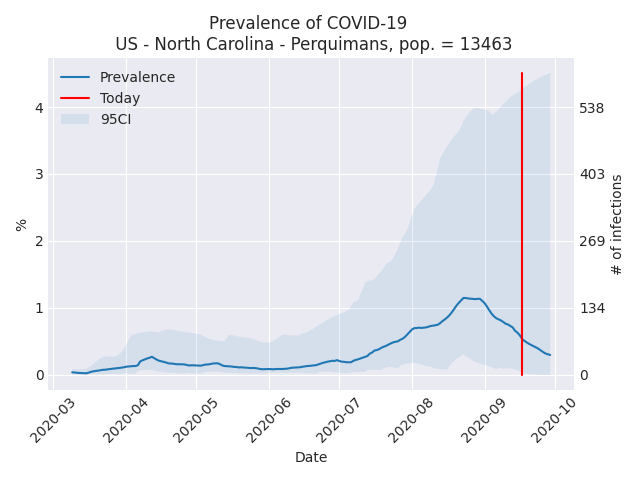 Prevalence of COVID-19
US - North Carolina - Perquimans, pop. = 13463
Prevalence
Today
95CI
4
3
2
1
0
%
538
403
269
134
0
# of infections
2020-03
2020-04
2020-05
2020-06
2020-07
2020-08
2020-09
2020-10
Date